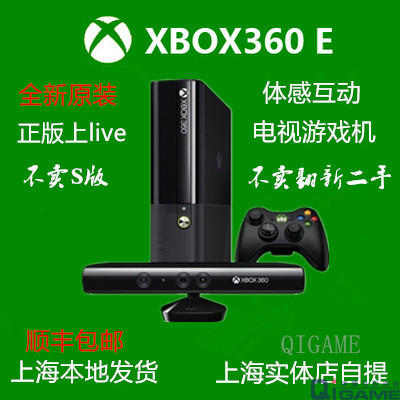 XBOX360 E
全新原装
体感互动
正版上live
电视游戏机
不卖S版
不卖翻新二手
XBOX360
XBOX 360
顺丰包邮
QIGAME
上海本地发货
上海实体店自提
QIGAME